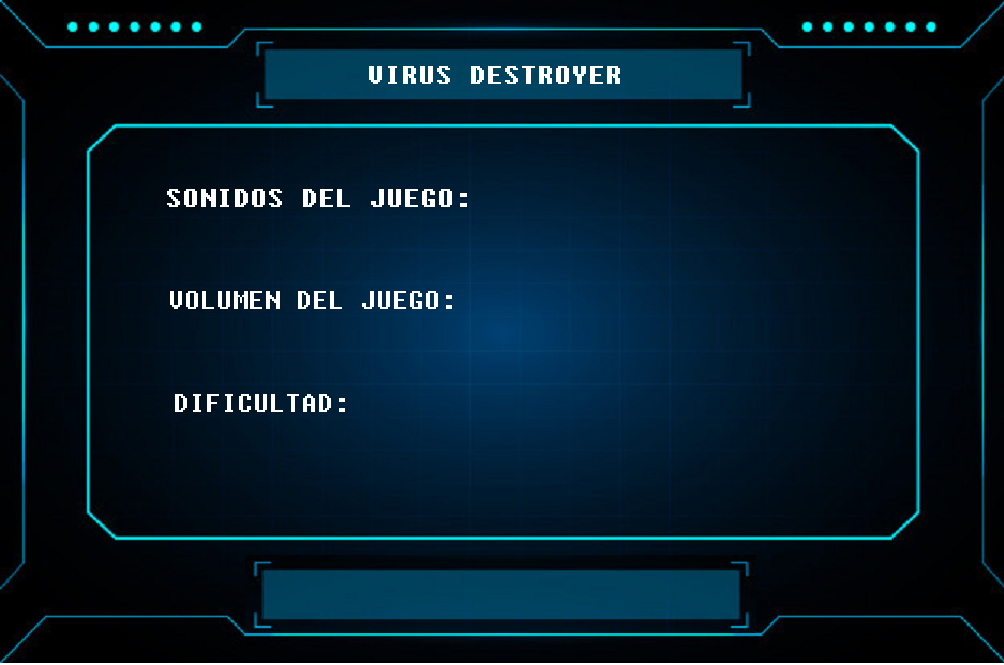 VIRUS DESTROYER
SONIDOS DEL JUEGO:
VOLUMEN DEL JUEGO:
DIFICULTAD: